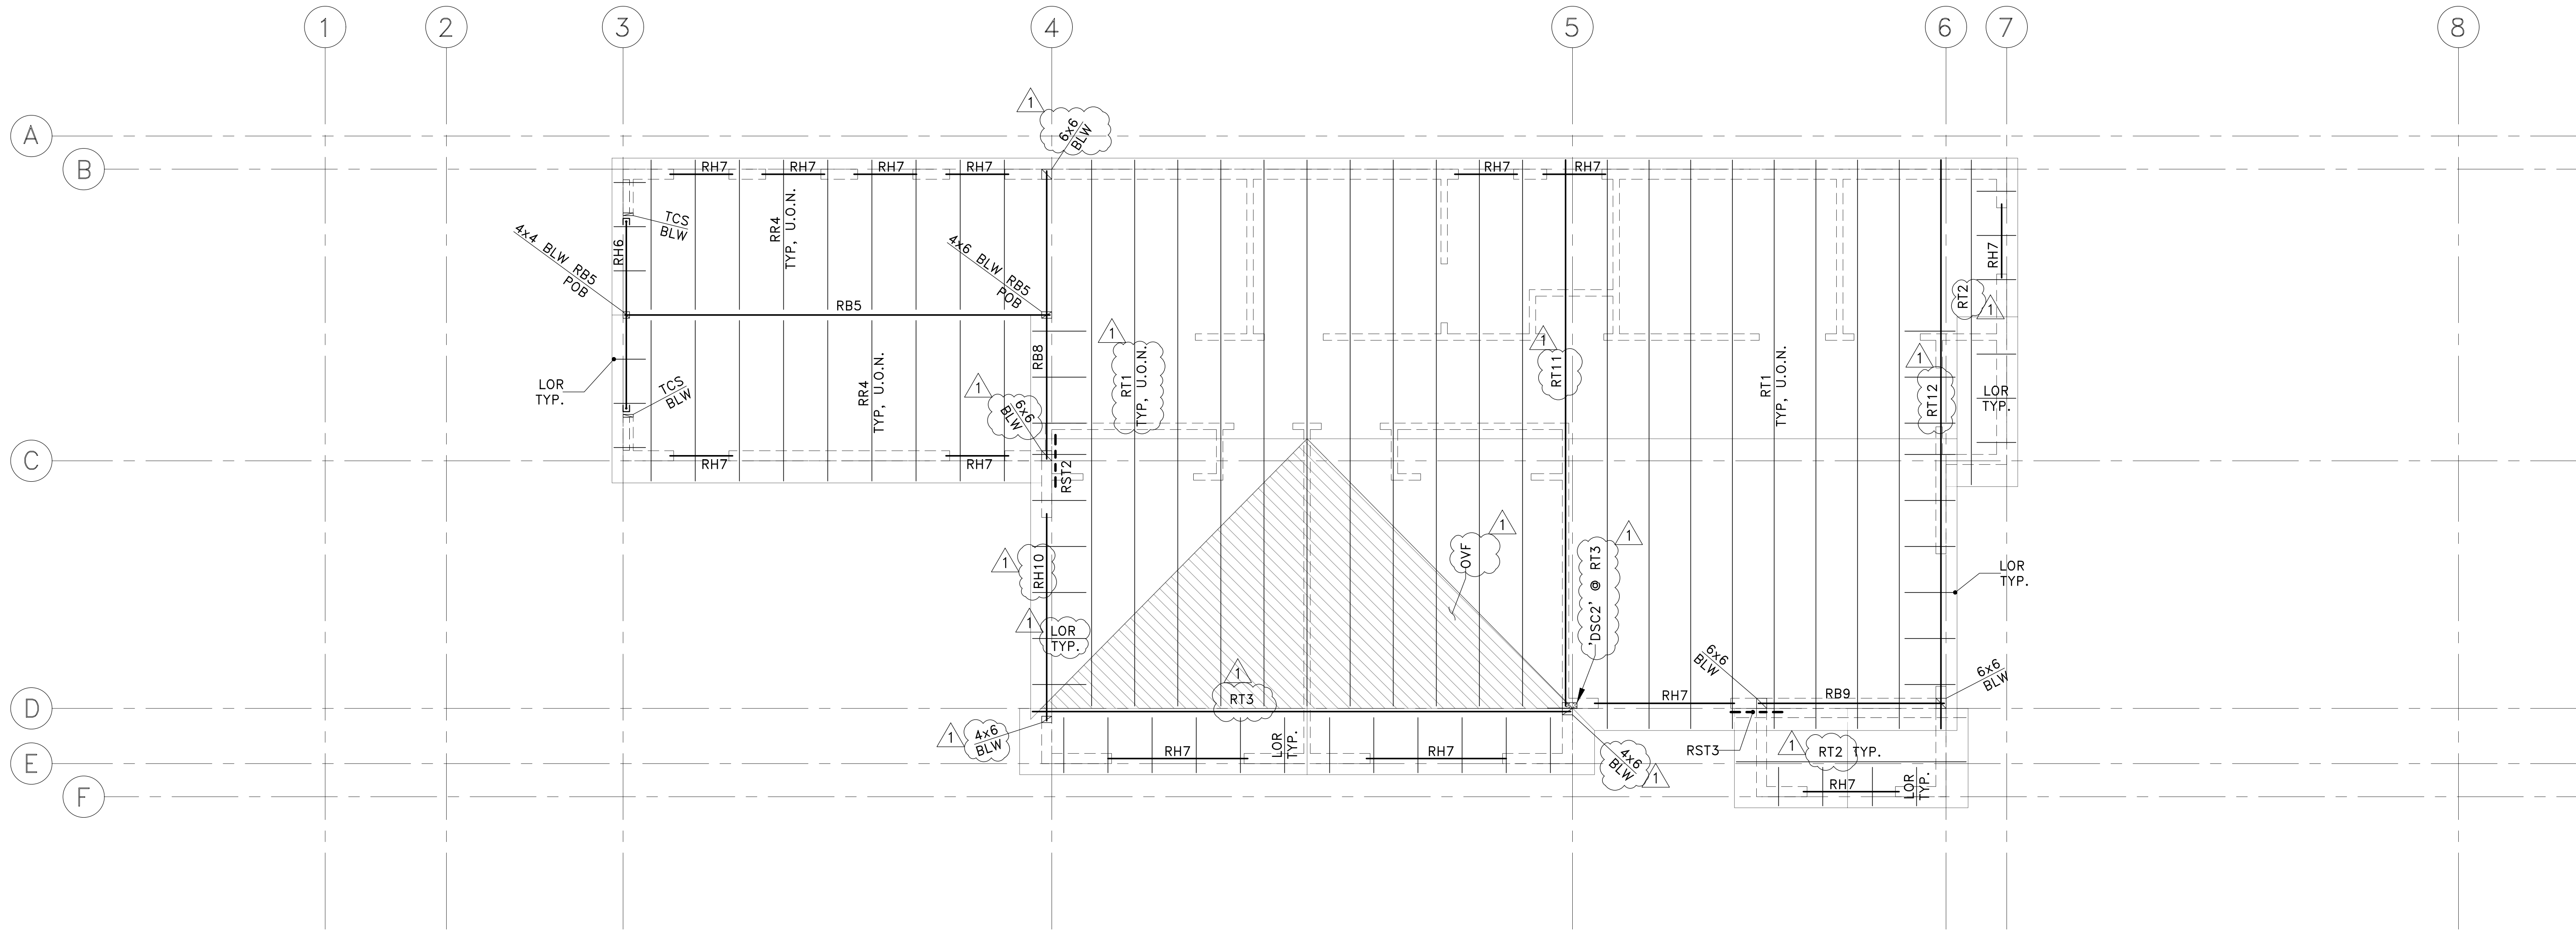 1
2
3
4
5
6
7
8
A
B
C
D
E
F
1
6x6
BLW
RH7
RH7
RH7
RH7
RH7
RH7
TCS
BLW
RR4
TYP, U.O.N.
RH6
4x4 BLW RB5
POB
4x6 BLW RB5
POB
RH7
RT2
1
RB5
RB8
1
RT1
TYP, U.O.N.
1
RT11
RT1
TYP, U.O.N.
1
RT12
LOR
TYP.
TCS
BLW
RR4
TYP, U.O.N.
1
6x6
BLW
LOR
TYP.
RH7
RH7
RST2
1
RH10
OVF
1
'DSC2' @ RT3
1
LOR
TYP.
1
LOR
TYP.
1
RT3
6x6
BLW
6x6
BLW
RH7
RB9
1
4x6
BLW
RH7
LOR
TYP.
RH7
4x6
BLW
1
RST3
1
RT2 TYP.
RH7
LOR
TYP.